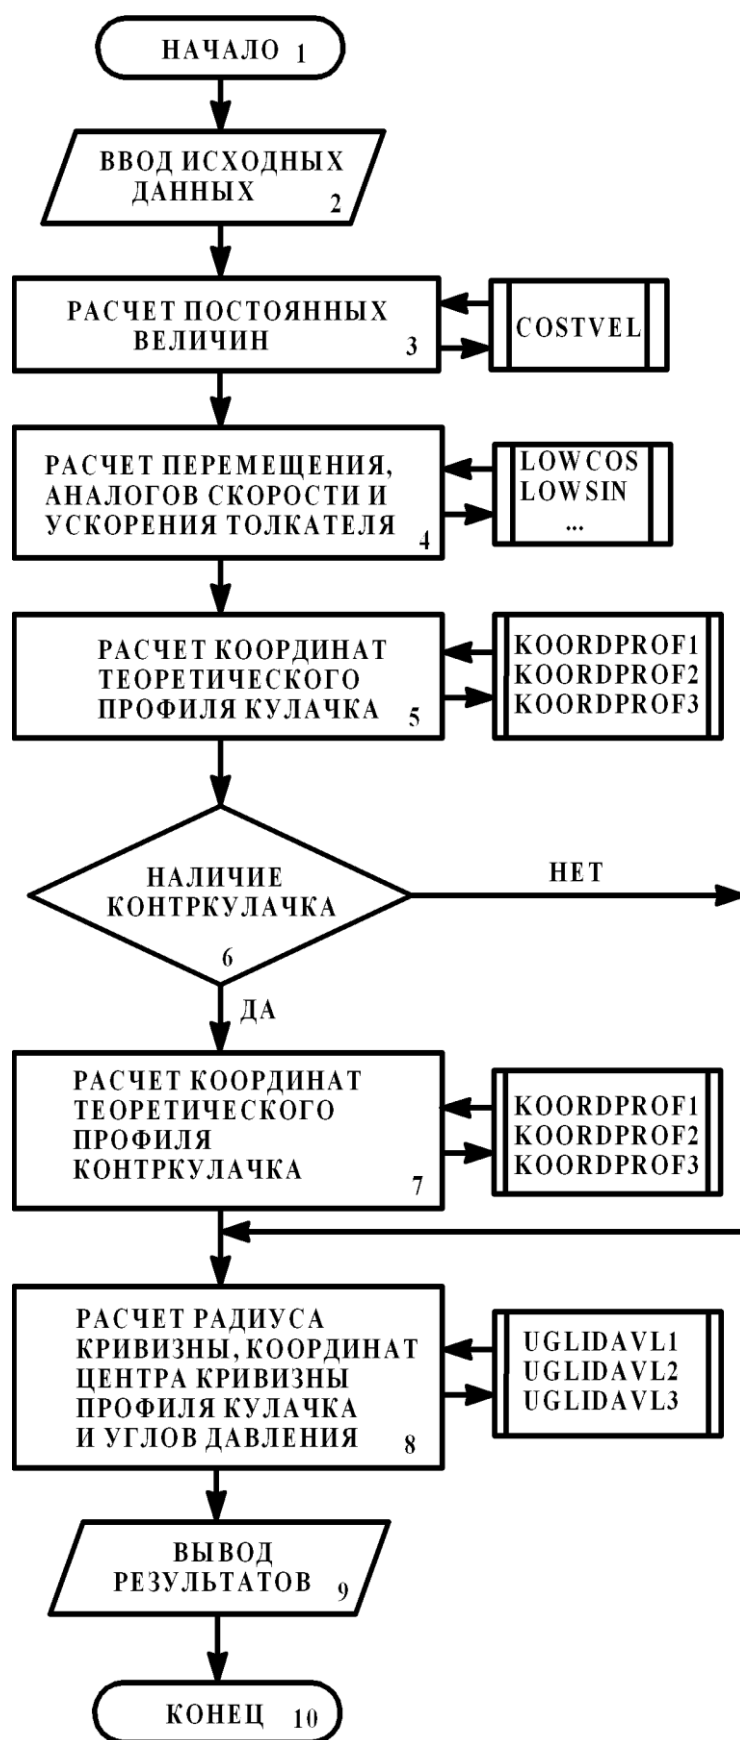 НАЧАЛО 1
ВВОД ИСХОДНЫХ
ДАННЫХ 2
РАСЧЕТ ПОСТОЯННЫХ
ВЕЛИЧИН 3
COSTVEL
РАСЧЕТ ПЕРЕМЕЩЕНИЯ,
АНАЛОГОВ СКОРОСТИ И
УСКОРЕНИЯ ТОЛКАТЕЛЯ 4
LOWCOS
LOWSIN
...
РАСЧЕТ КООРДИНАТ
ТЕОРЕТИЧЕСКОГО
ПРОФИЛЯ КУЛАЧКА 5
KOORDPROF1
KOORDPROF2
KOORDPROF3
НАЛИЧИЕ
КОНТРКУЛАЧКА
6
НЕТ
ДА
РАСЧЕТ КООРДИНАТ
ТЕОРЕТИЧЕСКОГО
ПРОФИЛЯ
КОНТРКУЛАЧКА 7
KOORDPROF1
KOORDPROF2
KOORDPROF3
РАСЧЕТ РАДИУСА
КРИВИЗНЫ, КООРДИНАТ
ЦЕНТРА КРИВИЗНЫ
ПРОФИЛЯ КУЛАЧКА
И УГЛОВ ДАВЛЕНИЯ 8
UGLIDAVL1
UGLIDAVL2
UGLIDAVL3
ВЫВОД
РЕЗУЛЬТАТОВ 9
КОНЕЦ 10